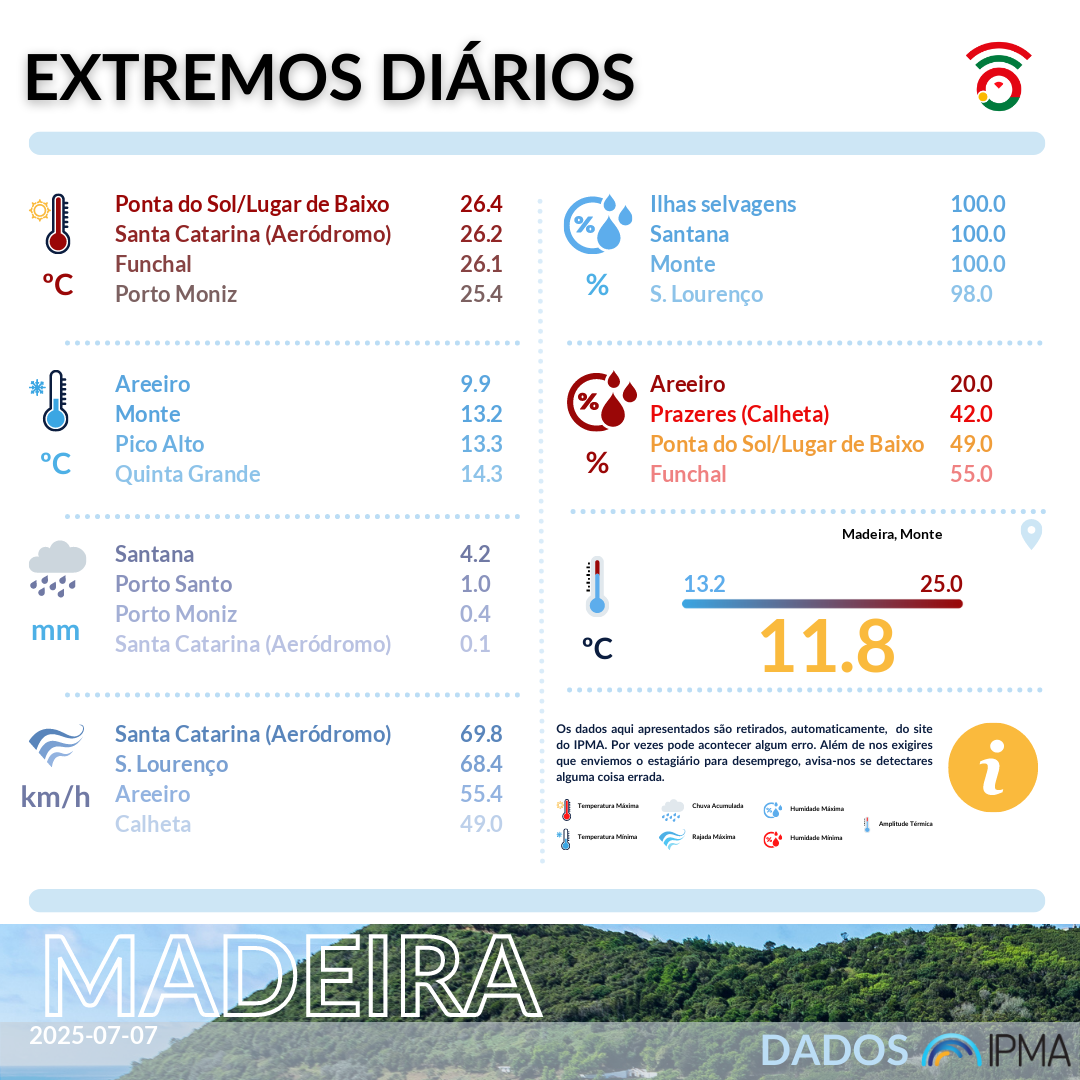 EXTREMOS DIÁRIOS
Ponta do Sol/Lugar de Baixo 26.4
Santa Catarina (Aeródromo) 26.2
Funchal 26.1
Porto Moniz 25.4
ºC
Areeiro 9.9
Monte 13.2
Pico Alto 13.3
Quinta Grande 14.3
ºC
Santana 4.2
Porto Santo 1.0
Porto Moniz 0.4
Santa Catarina (Aeródromo) 0.1
mm
Santa Catarina (Aeródromo) 69.8
S. Lourenço 68.4
Areeiro 55.4
Calheta 49.0
km/h
%
Ilhas selvagens 100.0
Santana 100.0
Monte 100.0
S. Lourenço 98.0
%
%
Areeiro 20.0
Prazeres (Calheta) 42.0
Ponta do Sol/Lugar de Baixo 49.0
Funchal 55.0
%
Madeira, Monte
13.2 25.0
ºC
11.8
Os dados aqui apresentados são retirados, automaticamente, do site
do IPMA. Por vezes pode acontecer algum erro. Além de nos exigires
que enviemos o estagiário para desemprego, avisa-nos se detectares
alguma coisa errada.
i
Temperatura Máxima
Chuva Acumulada
Humidade Máxima
Amplitude Térmica
Temperatura Mínima
Rajada Máxima
Humidade Mínima
MADEIRA
2025-07-07
DADOS IPMA